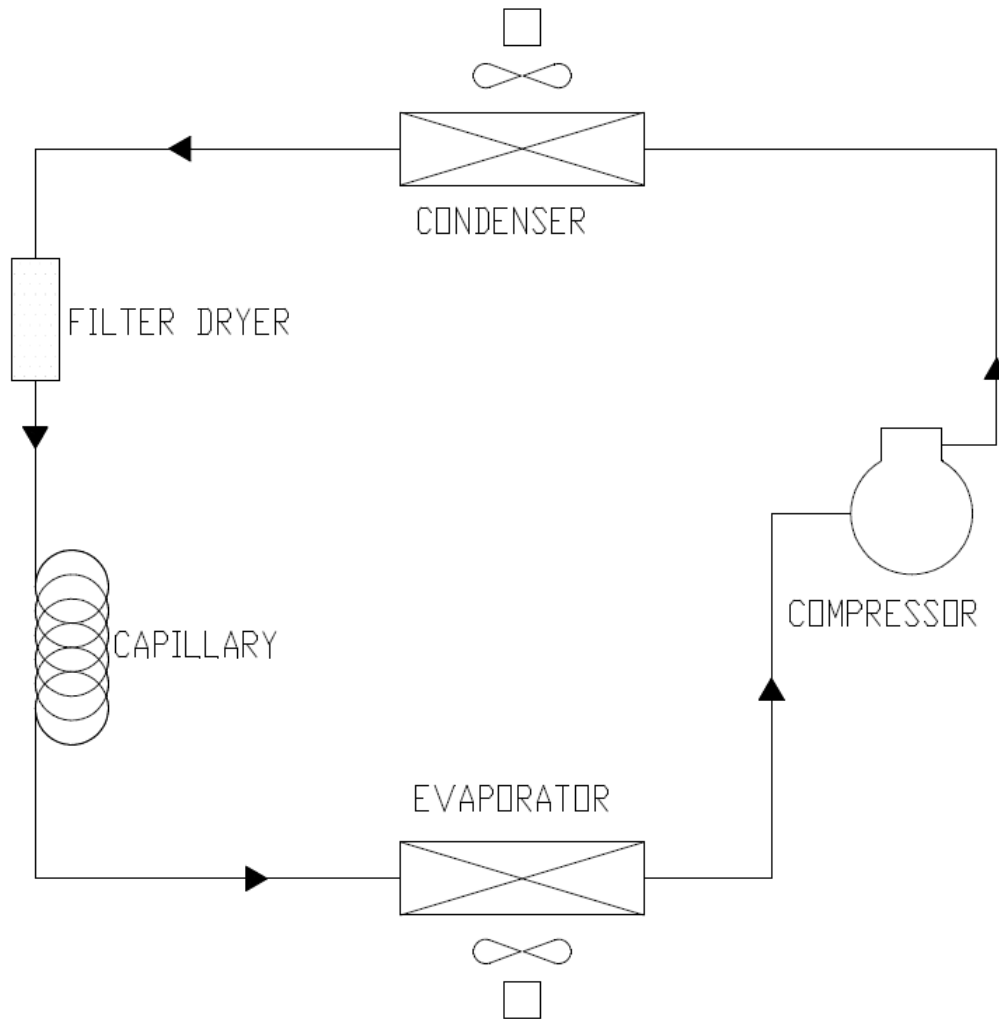 CONDENSER
FILTER DRYER
COMPRESSOR
CAPILLARY
EVAPORATOR